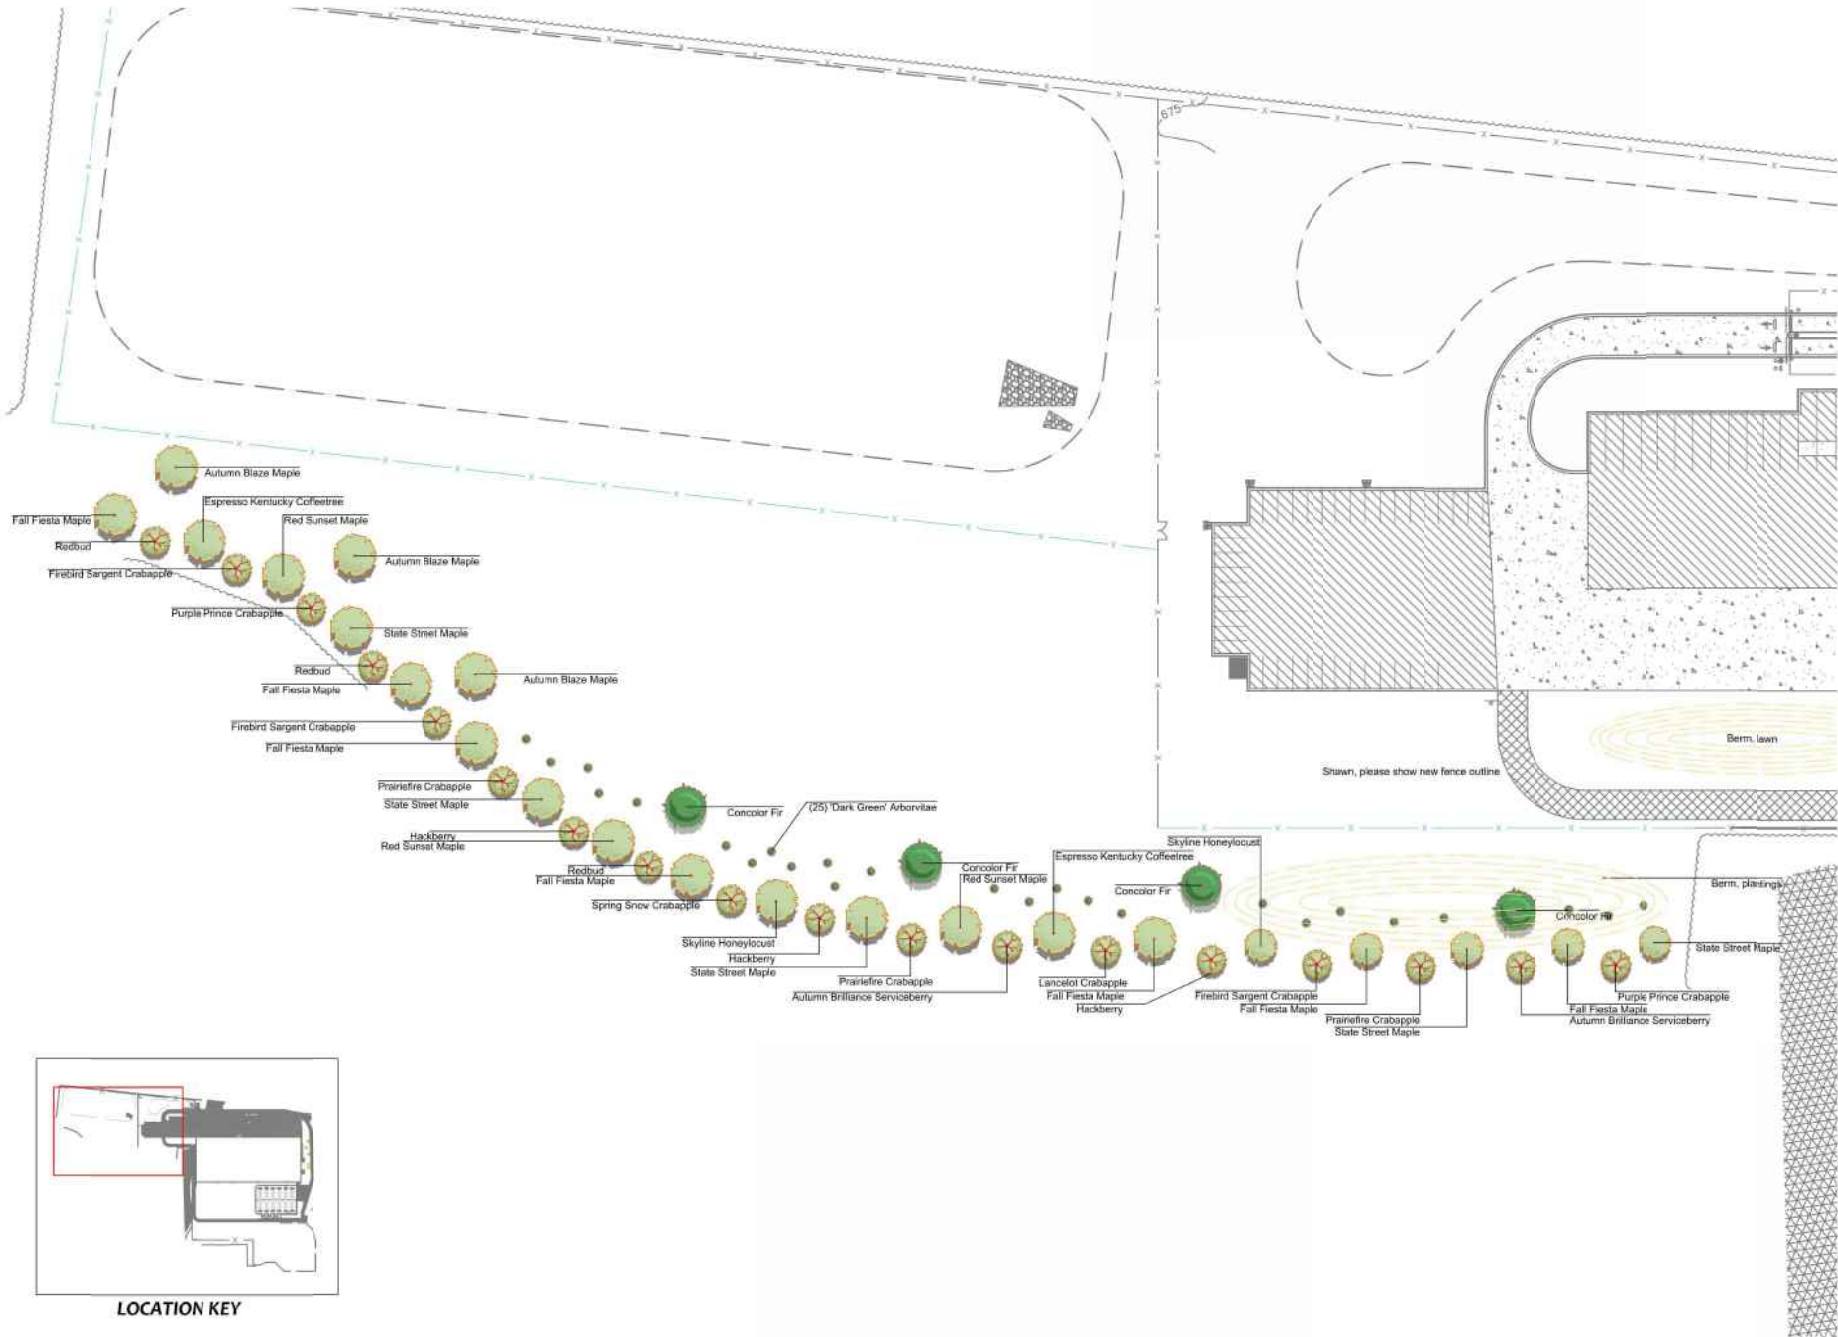 675
Autumn Blaze Maple
Espresso Kentucky Coffeetree
Fall Fiesta Maple
Red Sunset Maple
Redbud
Autumn Blaze Maple
Firebird Sargent Crabapple
Purple Prince Crabapple
State Street Maple
Redbud
Autumn Blaze Maple
Fall Fiesta Maple
Firebird Sargent Crabapple
Berm, lawn
Fall Fiesta Maple
Shawn, please show new fence outline
Prairiefire Crabapple
State Street Maple
(25) 'Dark Green' Arborvitae
Concolor Fir
Hackberry
Red Sunset Maple
Skyline Honeylocust
Espresso Kentucky Coffeetree
Redbud
Fall Fiesta Maple
Concolor Fir
Red Sunset Maple
Concolor Fir
Berm, plantings
Spring Snow Crabapple
Concolor Fir
Skyline Honeylocust
State Street Maple
Hackberry
State Street Maple
Prairiefire Crabapple
Lancelot Crabapple
Autumn Brilliance Serviceberry
Fall Fiesta Maple
Hackberry
Firebird Sargent Crabapple
Fall Fiesta Maple
Purple Prince Crabapple
Fall Fiesta Maple
Prairiefire Crabapple
Autumn Brilliance Serviceberry
State Street Maple
LOCATION KEY